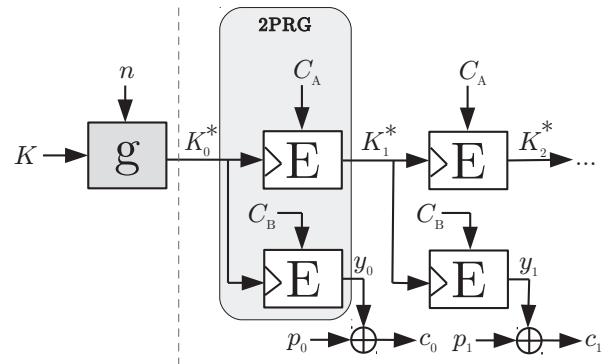 2PRG
n
C_A
C_A
K
g
K_0^*
E
K_1^*
E
K_2^*
...
C_B
C_B
E
y_0
E
y_1
p_0
c_0
p_1
c_1